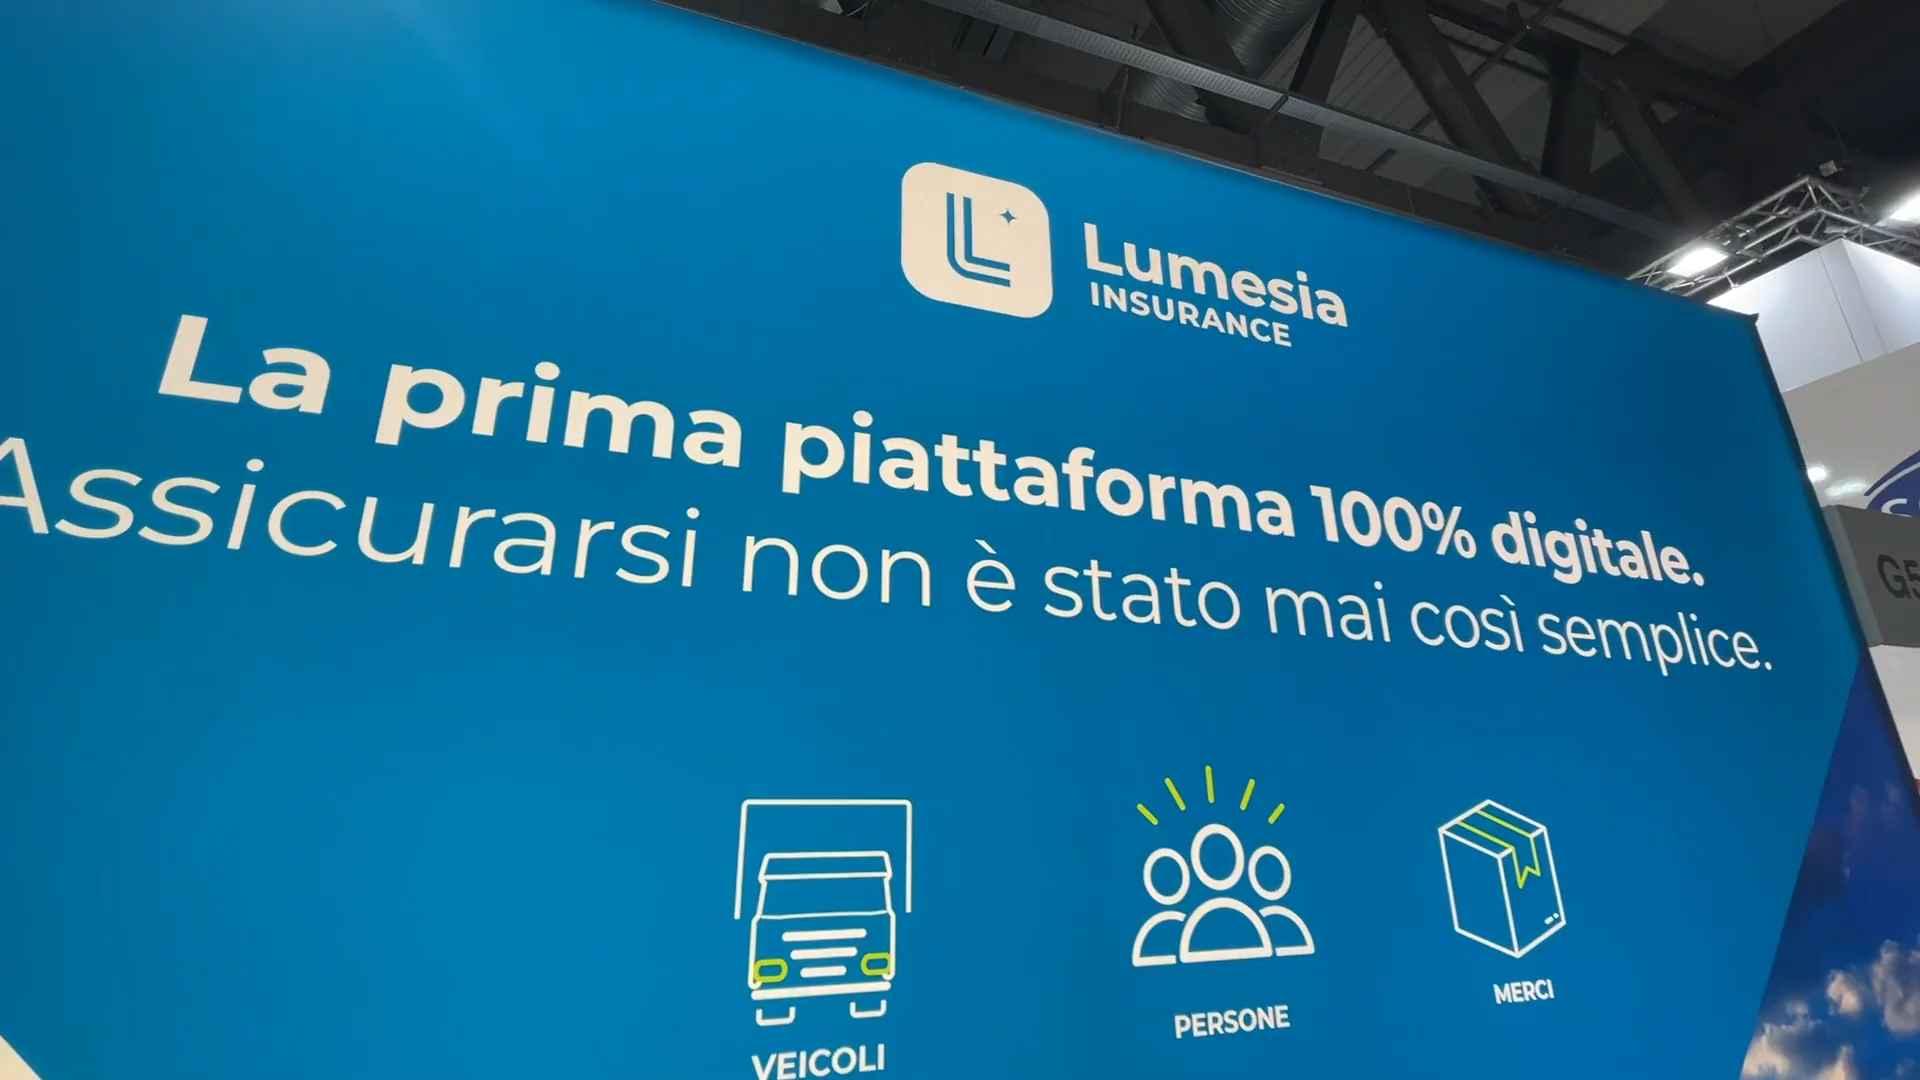 Lumesia
INSURANCE
La prima piattaforma 100% digitale.
Assicurarsi non è stato mai così semplice.
VEICOLI
PERSONE
MERCI